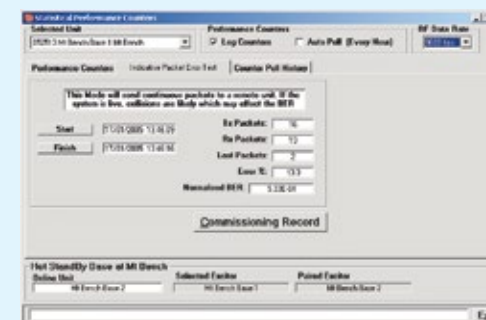 Statistical Performance Counters
Selected Unit
Performance Counters
RF Data Rate
Log Counters
Auto Poll (Every Hour)
Performance Counters
Indicative Packet Error Test
Counter Poll History
This Mode will send continuous packets to a remote unit. If the
system is live, collisions are likely which may effect the BER
Start
Tx Packets:
Rx Packets: 13
Finish
Lost Packets: 2
Error %: 13.3
Normalised BER:
Commissioning Record
Hot StandBy Base at Mt Bench
Online Unit
Selected Exciter
Paired Exciter
Mt Bench Base 2
Mt Bench Base 1
Mt Bench Base 2